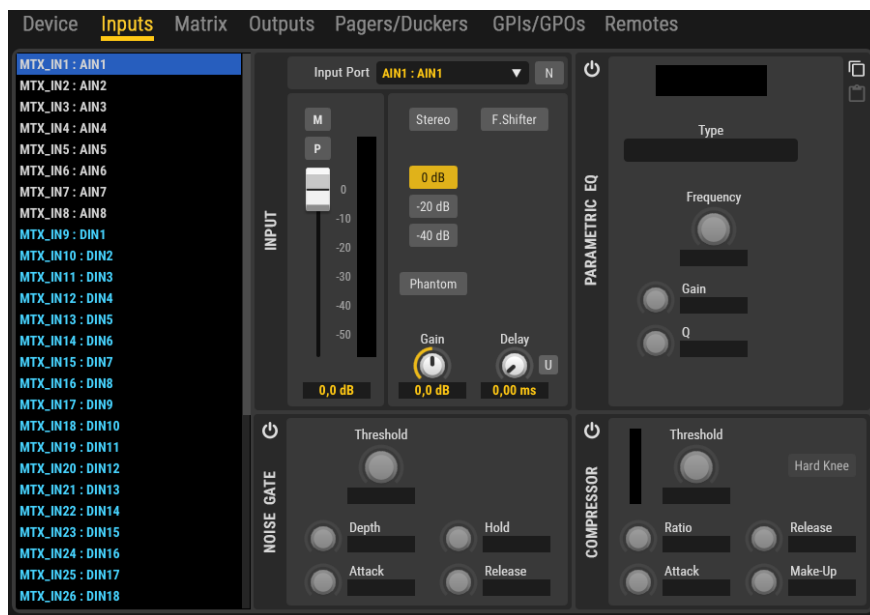 Device Inputs Matrix Outputs Pagers/Duckers GPIs/GPOs Remotes
MTX_IN1 : AIN1
MTX_IN2 : AIN2
MTX_IN3 : AIN3
MTX_IN4 : AIN4
MTX_IN5 : AIN5
MTX_IN6 : AIN6
MTX_IN7 : AIN7
MTX_IN8 : AIN8
MTX_IN9 : DIN1
MTX_IN10 : DIN2
MTX_IN11 : DIN3
MTX_IN12 : DIN4
MTX_IN13 : DIN5
MTX_IN14 : DIN6
MTX_IN15 : DIN7
MTX_IN16 : DIN8
MTX_IN17 : DIN9
MTX_IN18 : DIN10
MTX_IN19 : DIN11
MTX_IN20 : DIN12
MTX_IN21 : DIN13
MTX_IN22 : DIN14
MTX_IN23 : DIN15
MTX_IN24 : DIN16
MTX_IN25 : DIN17
MTX_IN26 : DIN18
INPUT
Input Port AIN1 : AIN1 N
M
P
0
-10
-20
-30
-40
-50
0,0 dB
Stereo F.Shifter
0 dB
-20 dB
-40 dB
Phantom
Gain Delay
U
0,0 dB 0,00 ms
PARAMETRIC EQ
Type
Frequency
Gain
Q
NOISE GATE
Threshold
Depth Hold
Attack Release
COMPRESSOR
Threshold
Hard Knee
Ratio Release
Attack Make-Up